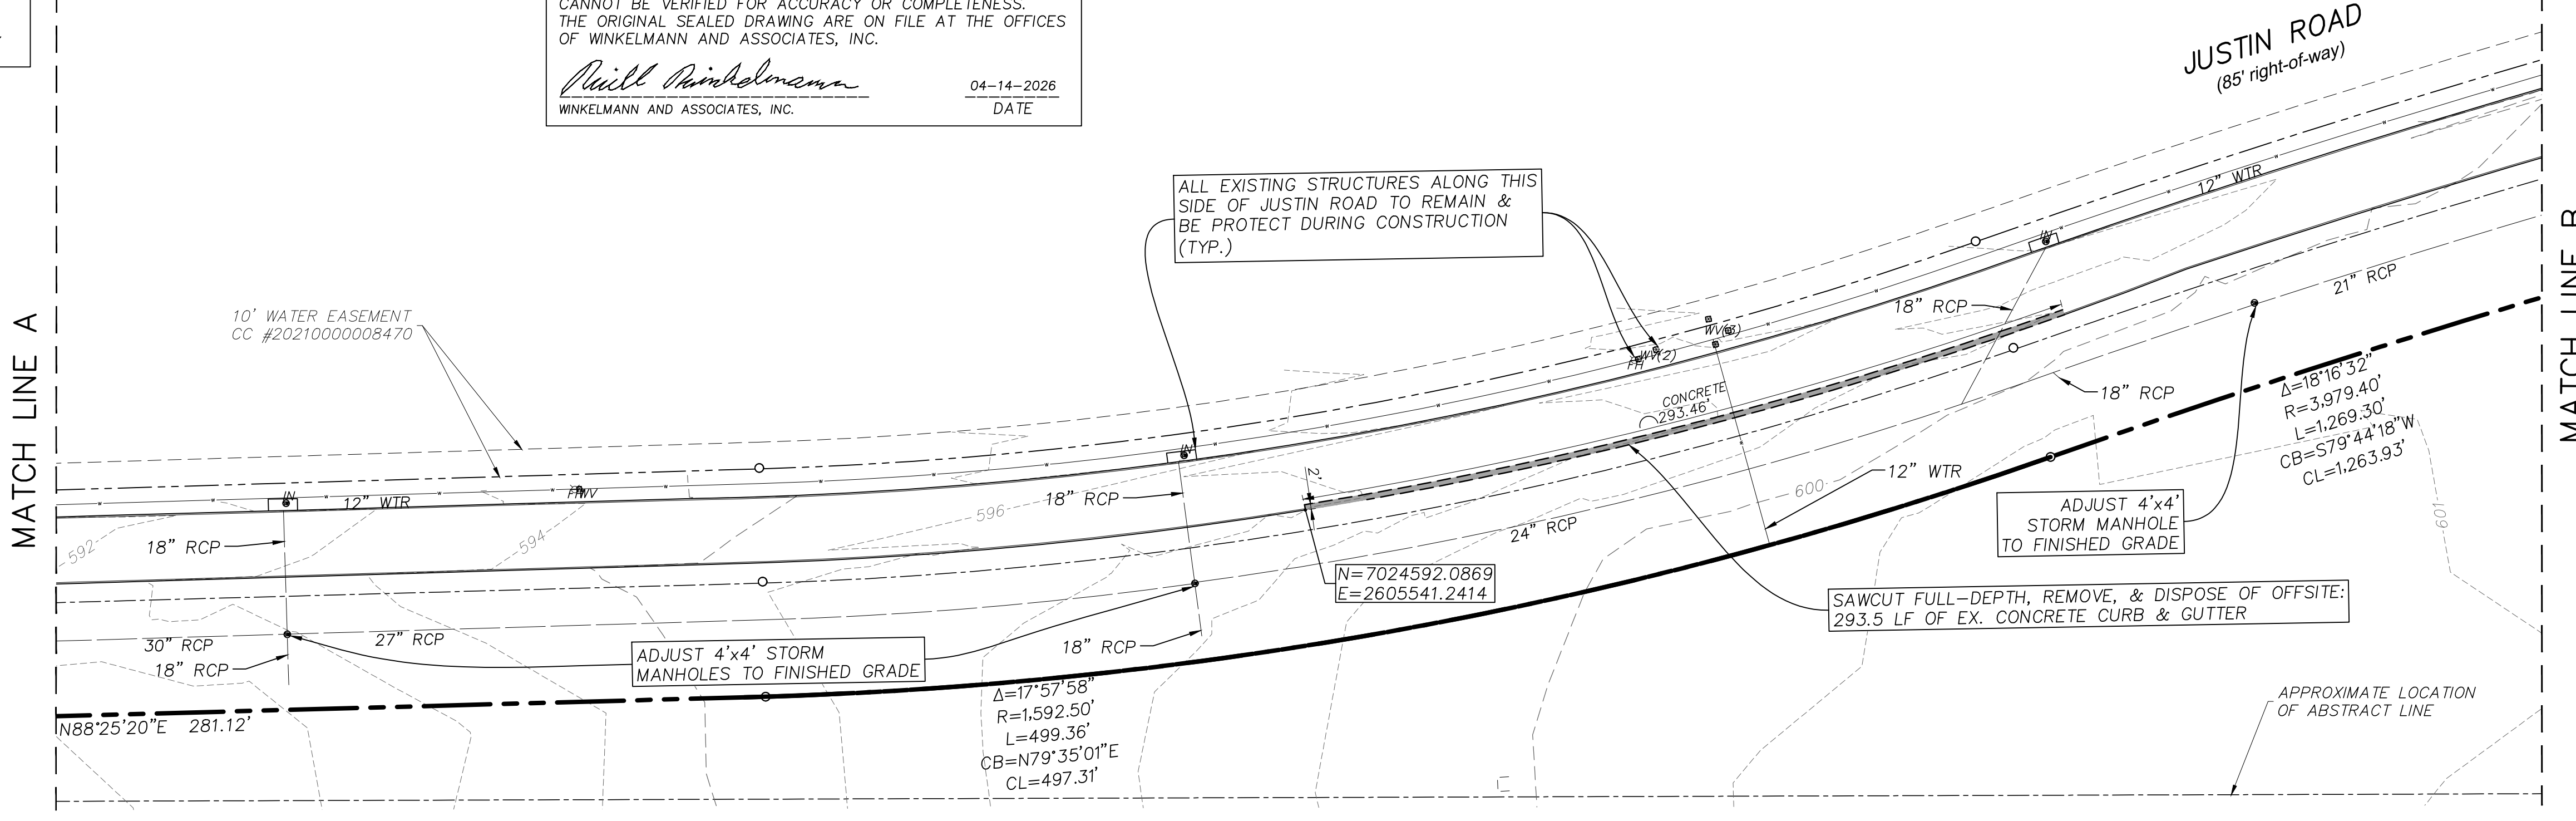 CANNOT BE VERIFIED FOR ACCURACY OR COMPLETENESS.
THE ORIGINAL SEALED DRAWING ARE ON FILE AT THE OFFICES
OF WINKELMANN AND ASSOCIATES, INC.
04-14-2026
WINKELMANN AND ASSOCIATES, INC.
DATE
JUSTIN ROAD
(85' right-of-way)
MATCH LINE A
MATCH LINE B
ALL EXISTING STRUCTURES ALONG THIS
SIDE OF JUSTIN ROAD TO REMAIN &
BE PROTECT DURING CONSTRUCTION
(TYP.)
12" WTR
10' WATER EASEMENT
CC #20210000008470
IN
18" RCP
21" RCP
WV(3)
WV(2)
FH
CONCRETE
293.46'
18" RCP
Δ=18°16'32"
R=3,979.40'
L=1,269.30'
CB=S79°44'18"W
CL=1,263.93'
IN
2'
12" WTR
600
601
IN
12" WTR
FH
WV
18" RCP
596
24" RCP
ADJUST 4'x4'
STORM MANHOLE
TO FINISHED GRADE
592
18" RCP
594
N=7024592.0869
E=2605541.2414
SAWCUT FULL-DEPTH, REMOVE, & DISPOSE OF OFFSITE:
293.5 LF OF EX. CONCRETE CURB & GUTTER
30" RCP
27" RCP
18" RCP
ADJUST 4'x4' STORM
MANHOLES TO FINISHED GRADE
18" RCP
N88°25'20"E 281.12'
Δ=17°57'58"
R=1,592.50'
L=499.36'
CB=N79°35'01"E
CL=497.31'
APPROXIMATE LOCATION
OF ABSTRACT LINE